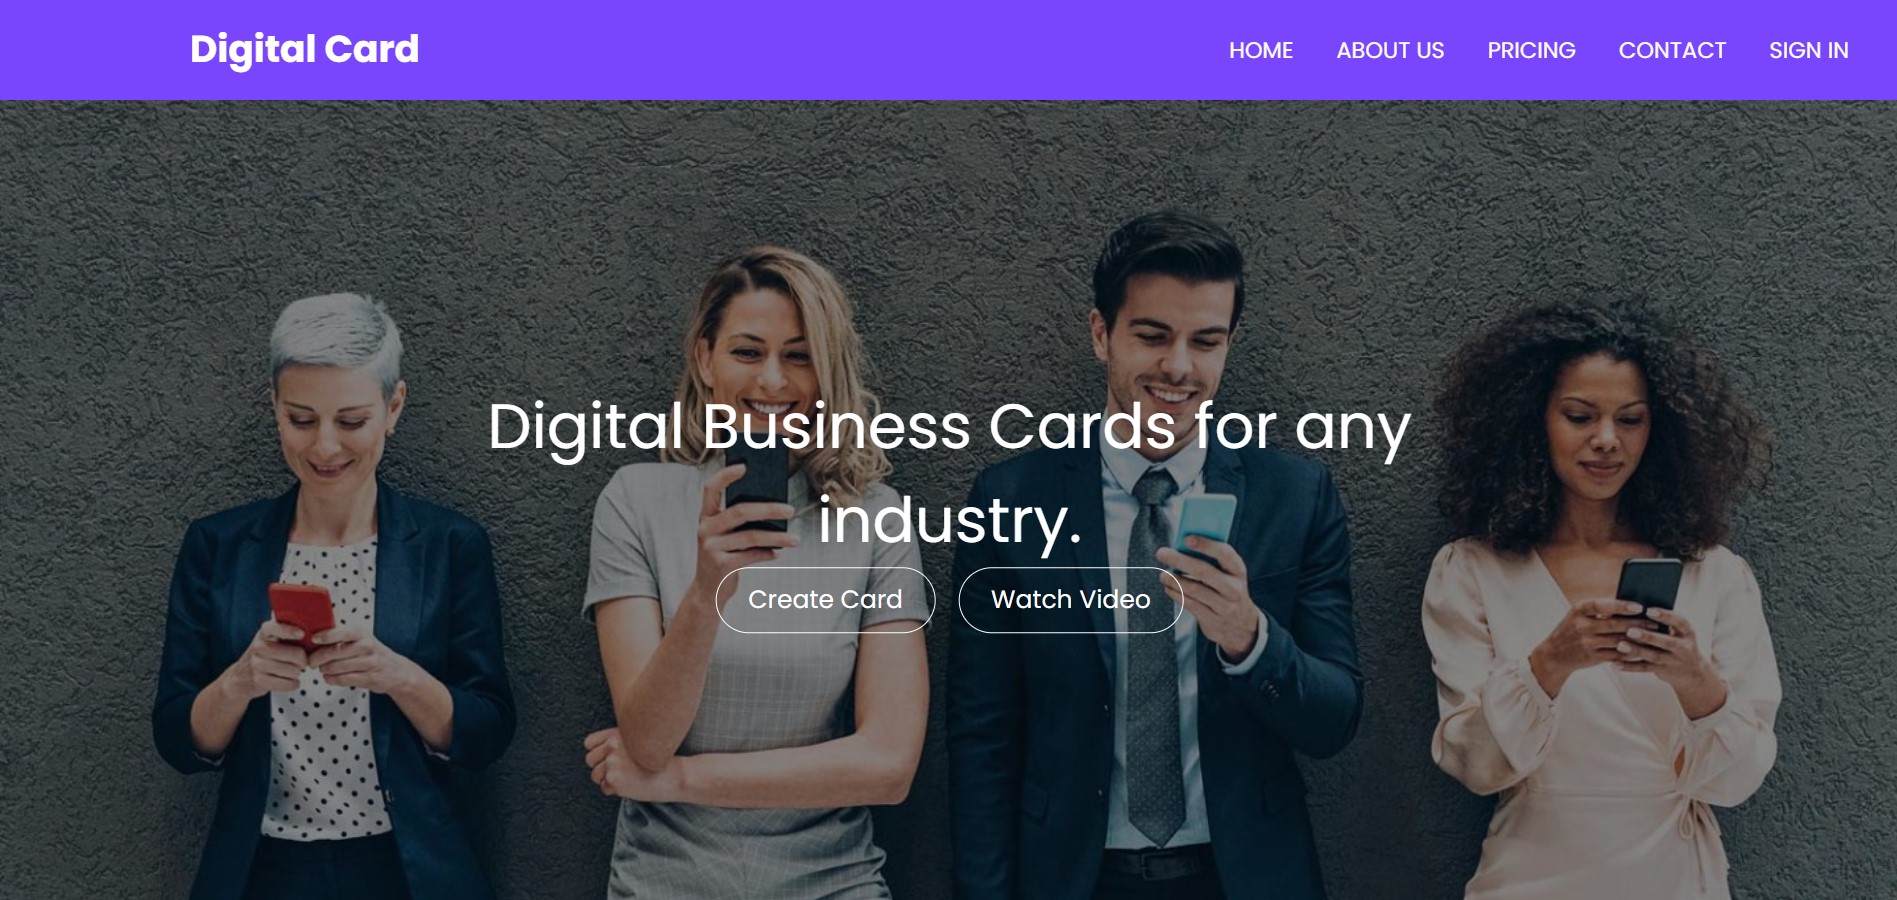 Digital Card
HOME ABOUT US PRICING CONTACT SIGN IN
Digital Business Cards for any
industry.
Create Card Watch Video